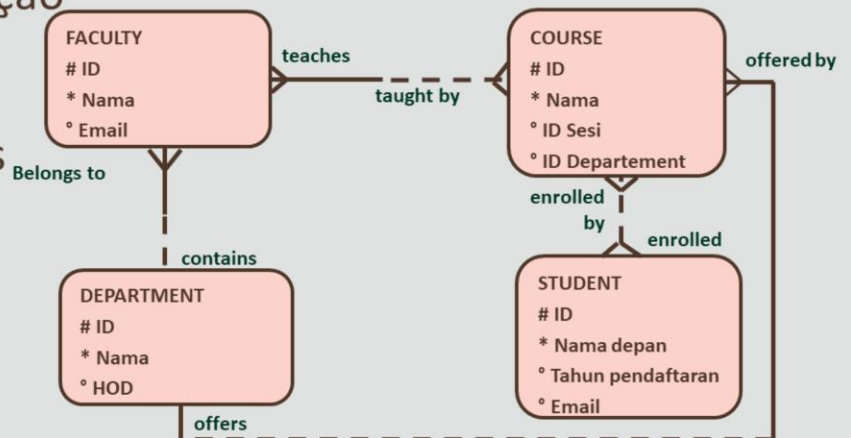 ção
FACULTY
# ID
* Nama
° Email
teaches
taught by
COURSE
# ID
* Nama
° ID Sesi
° ID Departement
offered by
s
Belongs to
contains
enrolled
by
enrolled
DEPARTMENT
# ID
* Nama
° HOD
offers
STUDENT
# ID
* Nama depan
° Tahun pendaftaran
° Email